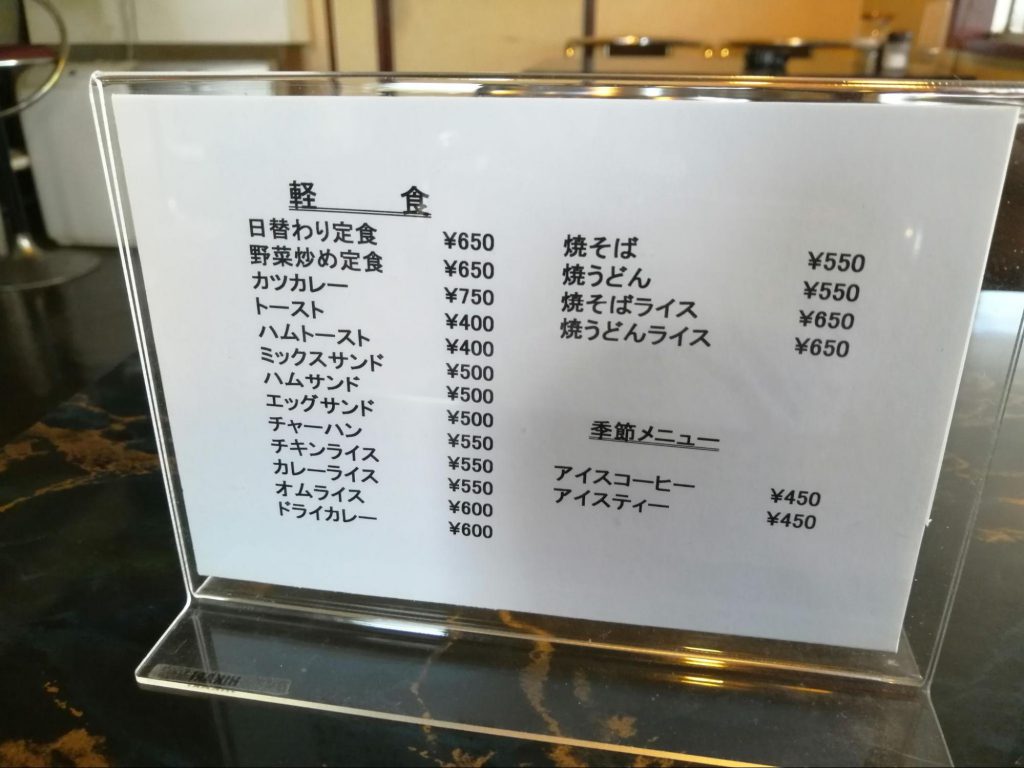 軽 食
日替わり定食 ¥650
野菜炒め定食 ¥650
カツカレー ¥750
トースト ¥400
ハムトースト ¥400
ミックスサンド ¥500
ハムサンド ¥500
エッグサンド ¥500
チャーハン ¥550
チキンライス ¥550
カレーライス ¥550
オムライス ¥600
ドライカレー ¥600
焼そば ¥550
焼うどん ¥550
焼そばライス ¥650
焼うどんライス ¥650
季節メニュー
アイスコーヒー ¥450
アイスティー ¥450